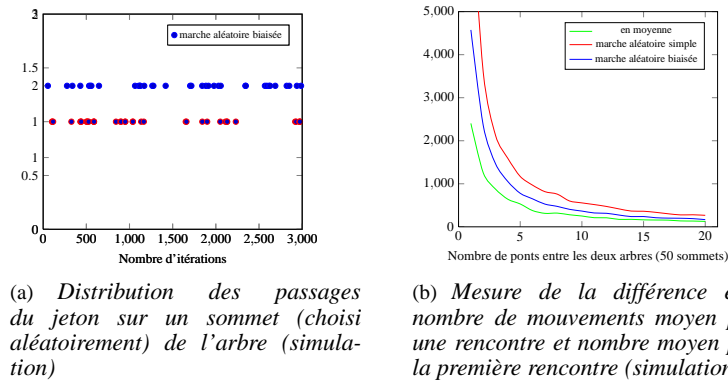 3
2
1.5
2
1
1
0.5
0
marche aléatoire biaisée
0 500 1,000 1,500 2,000 2,500 3,000
Nombre d'itérations
(a) Distribution des passages
du jeton sur un sommet (choisi
aléatoirement) de l'arbre (simula-
tion)
5,000
4,000
3,000
2,000
1,000
0
en moyenne
marche aléatoire simple
marche aléatoire biaisée
0 5 10 15 20
Nombre de ponts entre les deux arbres (50 sommets)
(b) Mesure de la différence
nombre de mouvements moyen
une rencontre et nombre moyen
la première rencontre (simulation